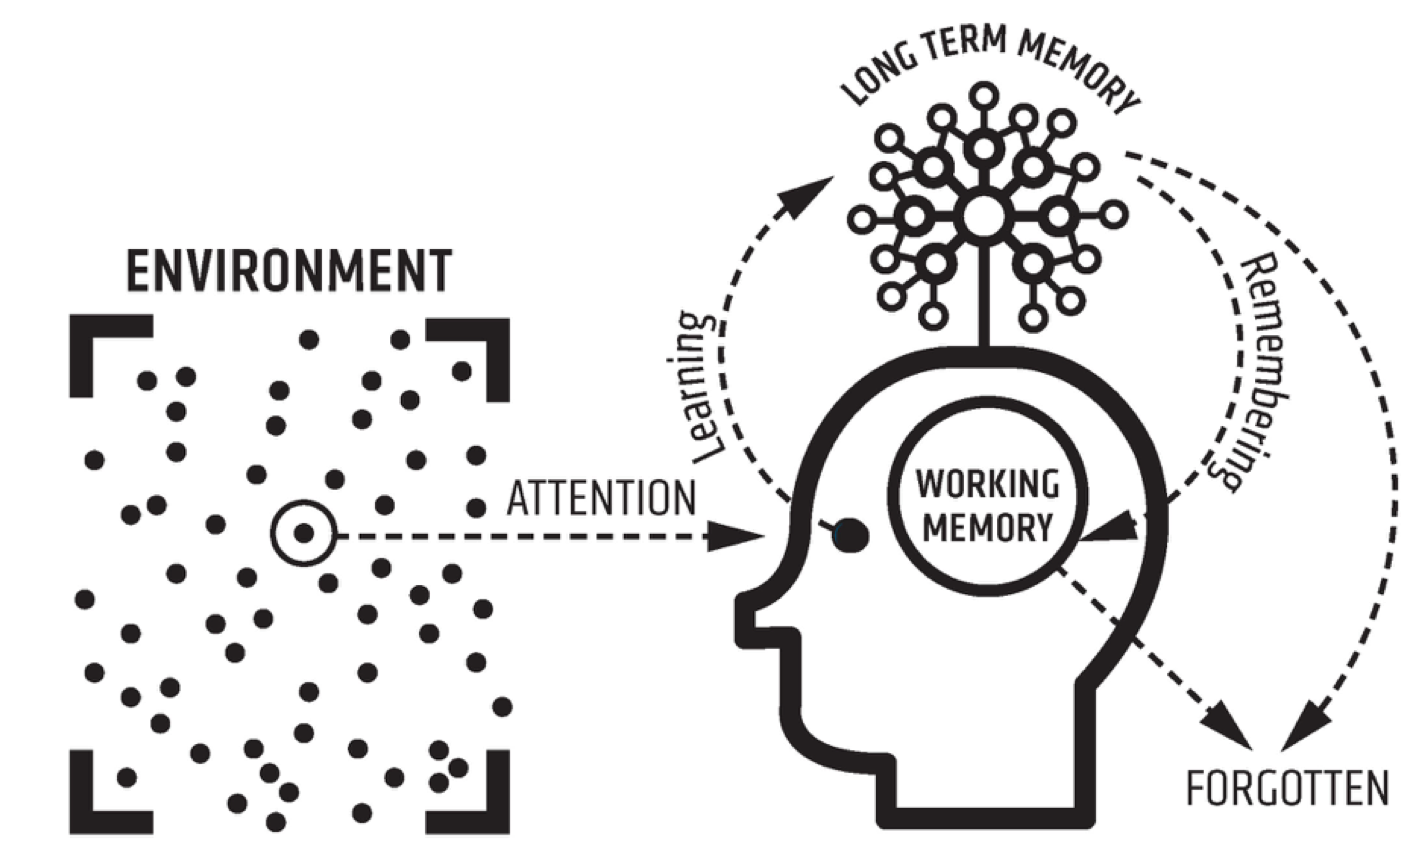 LONG TERM MEMORY
ENVIRONMENT
Learning
Remembering
ATTENTION
WORKING
MEMORY
FORGOTTEN